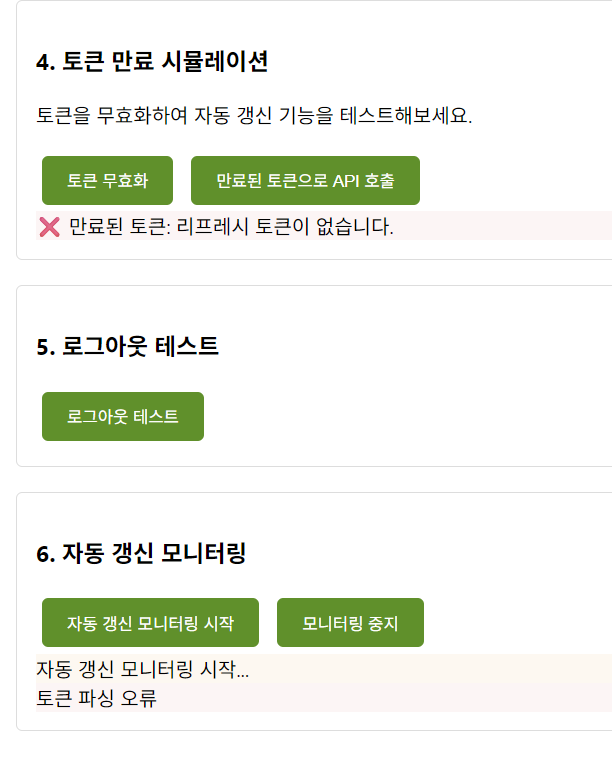 4. 토큰 만료 시뮬레이션
토큰을 무효화하여 자동 갱신 기능을 테스트해보세요.
토큰 무효화 만료된 토큰으로 API 호출
❌ 만료된 토큰: 리프레시 토큰이 없습니다.
5. 로그아웃 테스트
로그아웃 테스트
6. 자동 갱신 모니터링
자동 갱신 모니터링 시작 모니터링 중지
자동 갱신 모니터링 시작...
토큰 파싱 오류